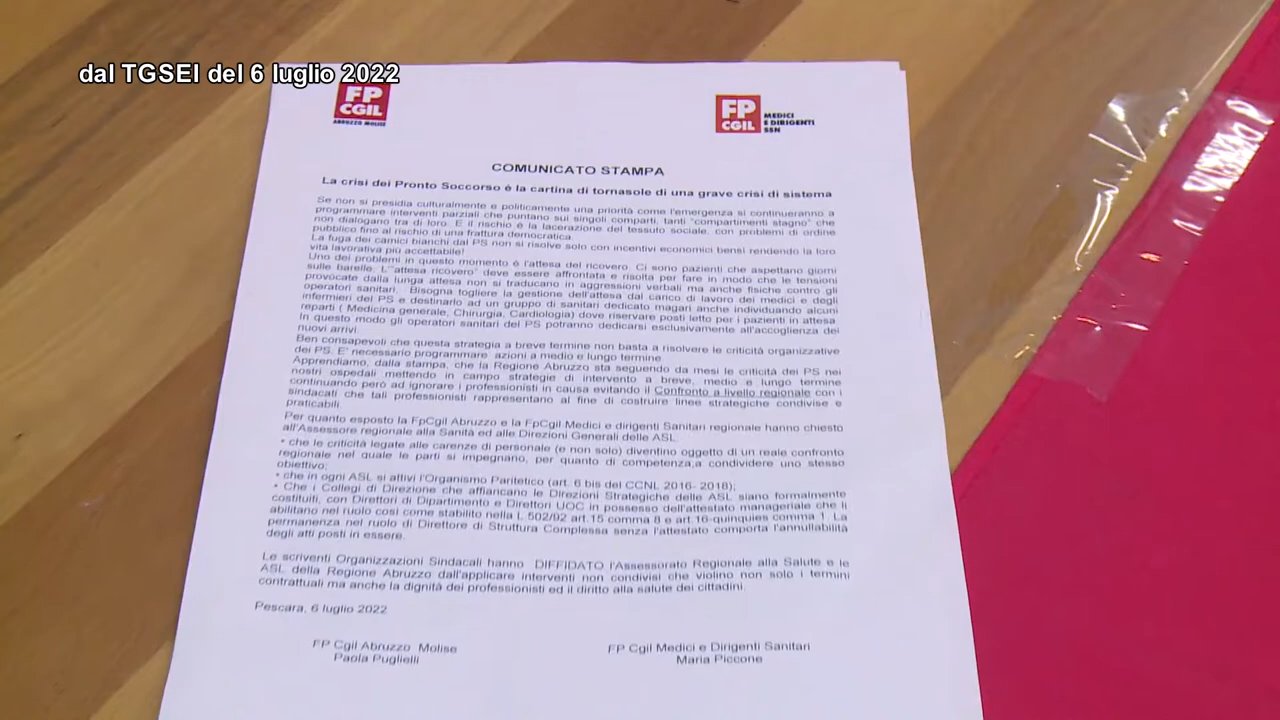 dal TGSEI del 6 luglio 2022
FP
CGIL
ABRUZZO MOLISE
FP
CGIL
MEDICI
E DIRIGENTI
SSN
COMUNICATO STAMPA
La crisi dei Pronto Soccorso è la cartina di tornasole di una grave crisi di sistema
Se non si presidia culturalmente e politicamente una priorità come l'emergenza si continueranno a
programmare interventi parziali che puntano sui singoli comparti, tanti "compartimenti stagno" che
non dialogano tra di loro. E il rischio è la lacerazione del tessuto sociale, con problemi di ordine
pubblico fino al rischio di una frattura democratica.
La fuga dei camici bianchi dal PS non si risolve solo con incentivi economici bensì rendendo la loro
vita lavorativa più accettabile!
Uno dei problemi in questo momento è l'attesa del ricovero. Ci sono pazienti che aspettano giorni
sulle barelle. L'"attesa ricovero" deve essere affrontata e risolta per fare in modo che le tensioni
provocate dalla lunga attesa non si traducano in aggressioni verbali ma anche fisiche contro gli
operatori sanitari . Bisogna togliere la gestione dell'attesa dal carico di lavoro dei medici e degli
infermieri del PS e destinarlo ad un gruppo di sanitari dedicato magari anche individuando alcuni
reparti ( Medicina generale, Chirurgia, Cardiologia) dove riservare posti letto per i pazienti in attesa
In questo modo gli operatori sanitari del PS potranno dedicarsi esclusivamente all'accoglienza dei
nuovi arrivi.
Ben consapevoli che questa strategia a breve termine non basta a risolvere le criticità organizzative
dei PS. E' necessario programmare azioni a medio e lungo termine
Apprendiamo, dalla stampa, che la Regione Abruzzo sta seguendo da mesi le criticità dei PS nei
nostri ospedali mettendo in campo strategie di intervento a breve, medio e lungo termine
continuando però ad ignorare i professionisti in causa evitando il Confronto a livello regionale con i
sindacati che tali professionisti rappresentano al fine di costruire linee strategiche condivise e
praticabili.
Per quanto esposto la FpCgil Abruzzo e la FpCgil Medici e dirigenti Sanitari regionale hanno chiesto
all'Assessore regionale alla Sanità ed alle Direzioni Generali delle ASL:
• che le criticità legate alle carenze di personale (e non solo) diventino oggetto di un reale confronto
regionale nel quale le parti si impegnano, per quanto di competenza,a condividere uno stesso
obiettivo;
• che in ogni ASL si attivi l'Organismo Paritetico (art. 6 bis del CCNL 2016- 2018);
• Che i Collegi di Direzione che affiancano le Direzioni Strategiche delle ASL siano formalmente
costituiti, con Direttori di Dipartimento e Direttori UOC in possesso dell'attestato manageriale che li
abilitano nel ruolo così come stabilito nella L 502/92 art.15 comma 8 e art.16-quinquies comma 1. La
permanenza nel ruolo di Direttore di Struttura Complessa senza l'attestato comporta l'annullabilità
degli atti posti in essere.
Le scriventi Organizzazioni Sindacali hanno DIFFIDATO l'Assessorato Regionale alla Salute e le
ASL della Regione Abruzzo dall'applicare interventi non condivisi che violino non solo i termini
contrattuali ma anche la dignità dei professionisti ed il diritto alla salute dei cittadini.
Pescara, 6 luglio 2022
FP Cgil Abruzzo Molise
Paola Puglielli
FP Cgil Medici e Dirigenti Sanitari
Maria Piccone